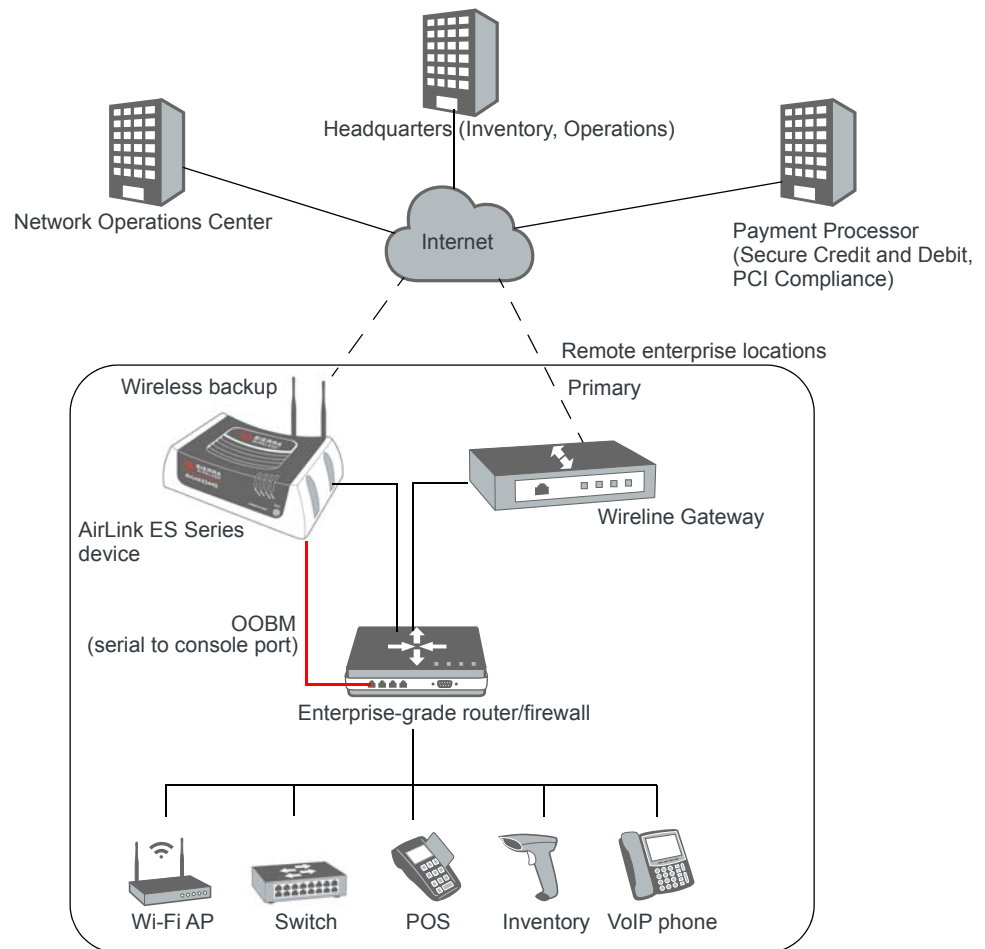 Headquarters (Inventory, Operations)
Network Operations Center
Internet
Payment Processor
(Secure Credit and Debit,
PCI Compliance)
Remote enterprise locations
Wireless backup
Primary
SIERRA
SIERRA
Wireline Gateway
AirLink ES Series
device
OOBM
(serial to console port)
Enterprise-grade router/firewall
Wi-Fi AP
Switch
POS
Inventory
VoIP phone